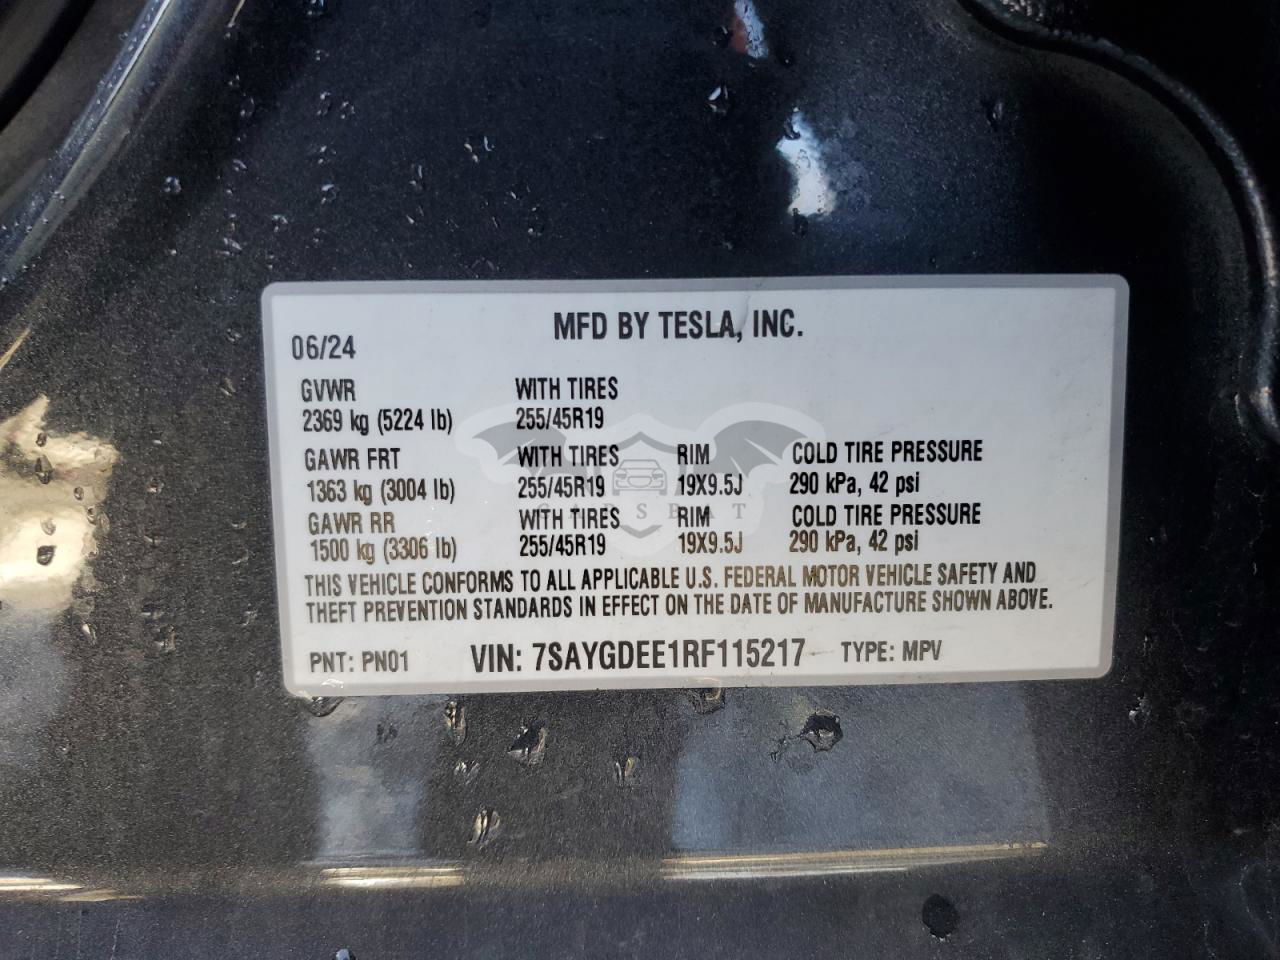 MFD BY TESLA, INC.
06/24
GVWR WITH TIRES
2369 kg (5224 lb) 255/45R19
GAWR FRT WITH TIRES RIM COLD TIRE PRESSURE
1363 kg (3004 lb) 255/45R19 19X9.5J 290 kPa, 42 psi
GAWR RR WITH TIRES RIM COLD TIRE PRESSURE
1500 kg (3306 lb) 255/45R19 19X9.5J 290 kPa, 42 psi
THIS VEHICLE CONFORMS TO ALL APPLICABLE U.S. FEDERAL MOTOR VEHICLE SAFETY AND
THEFT PREVENTION STANDARDS IN EFFECT ON THE DATE OF MANUFACTURE SHOWN ABOVE.
PNT: PN01 VIN: 7SAYGDEE1RF115217 TYPE: MPV